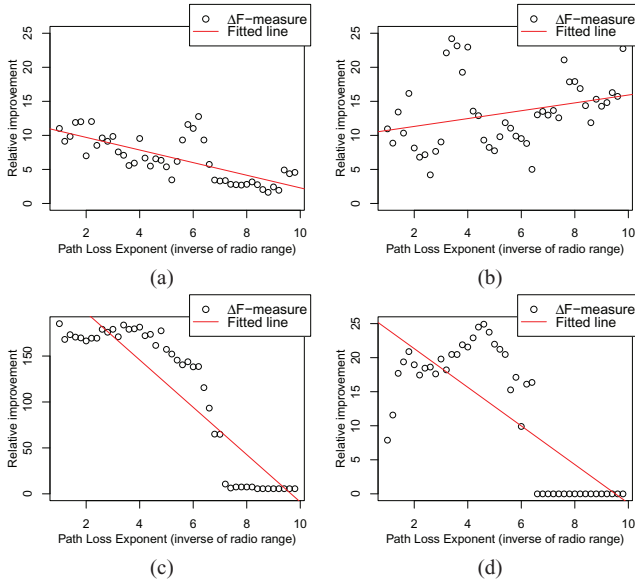 ΔF−measure
Fitted line
Relative improvement
25
20
15
10
5
0
2 4 6 8 10
Path Loss Exponent (inverse of radio range)
(a)
ΔF−measure
Fitted line
Relative improvement
25
20
15
10
5
0
2 4 6 8 10
Path Loss Exponent (inverse of radio range)
(b)
ΔF−measure
Fitted line
Relative improvement
150
100
50
0
2 4 6 8 10
Path Loss Exponent (inverse of radio range)
(c)
ΔF−measure
Fitted line
Relative improvement
25
20
15
10
5
0
2 4 6 8 10
Path Loss Exponent (inverse of radio range)
(d)